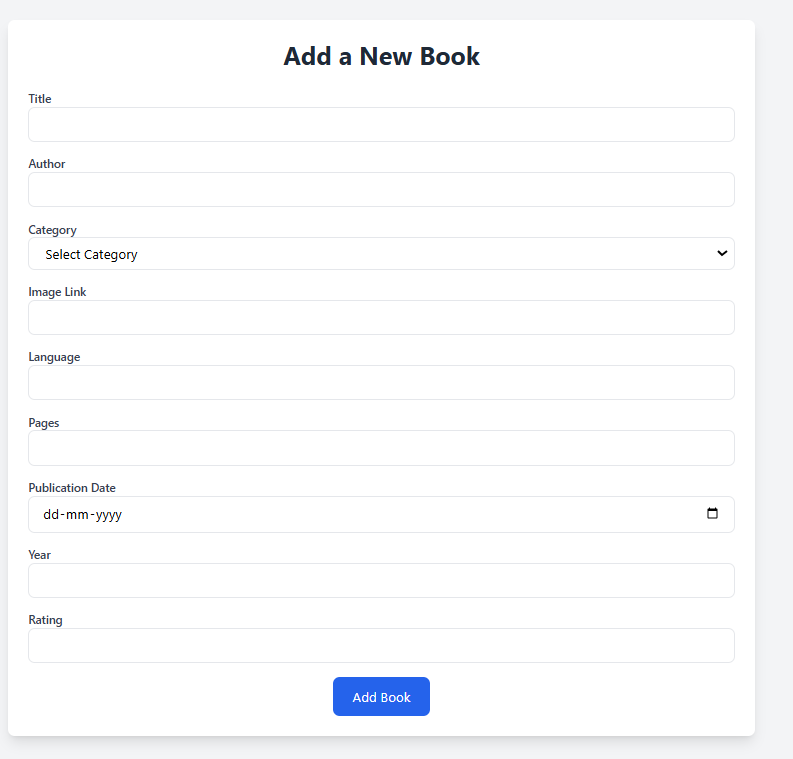 Add a New Book
Title
Author
Category
Select Category
Image Link
Language
Pages
Publication Date
dd-mm-yyyy
Year
Rating
Add Book